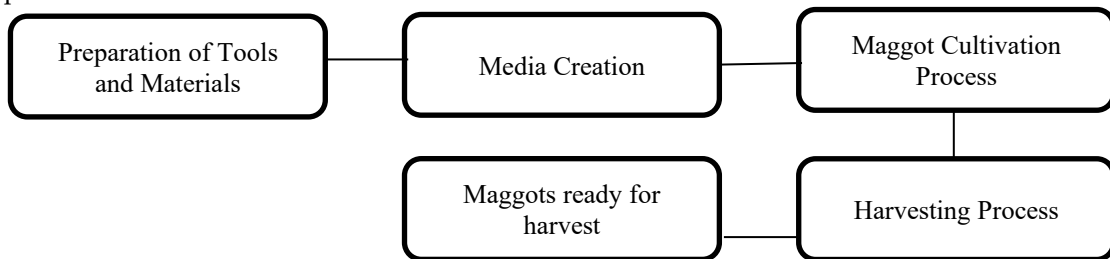 Preparation of Tools
and Materials
Media Creation
Maggot Cultivation
Process
Maggots ready for
harvest
Harvesting Process